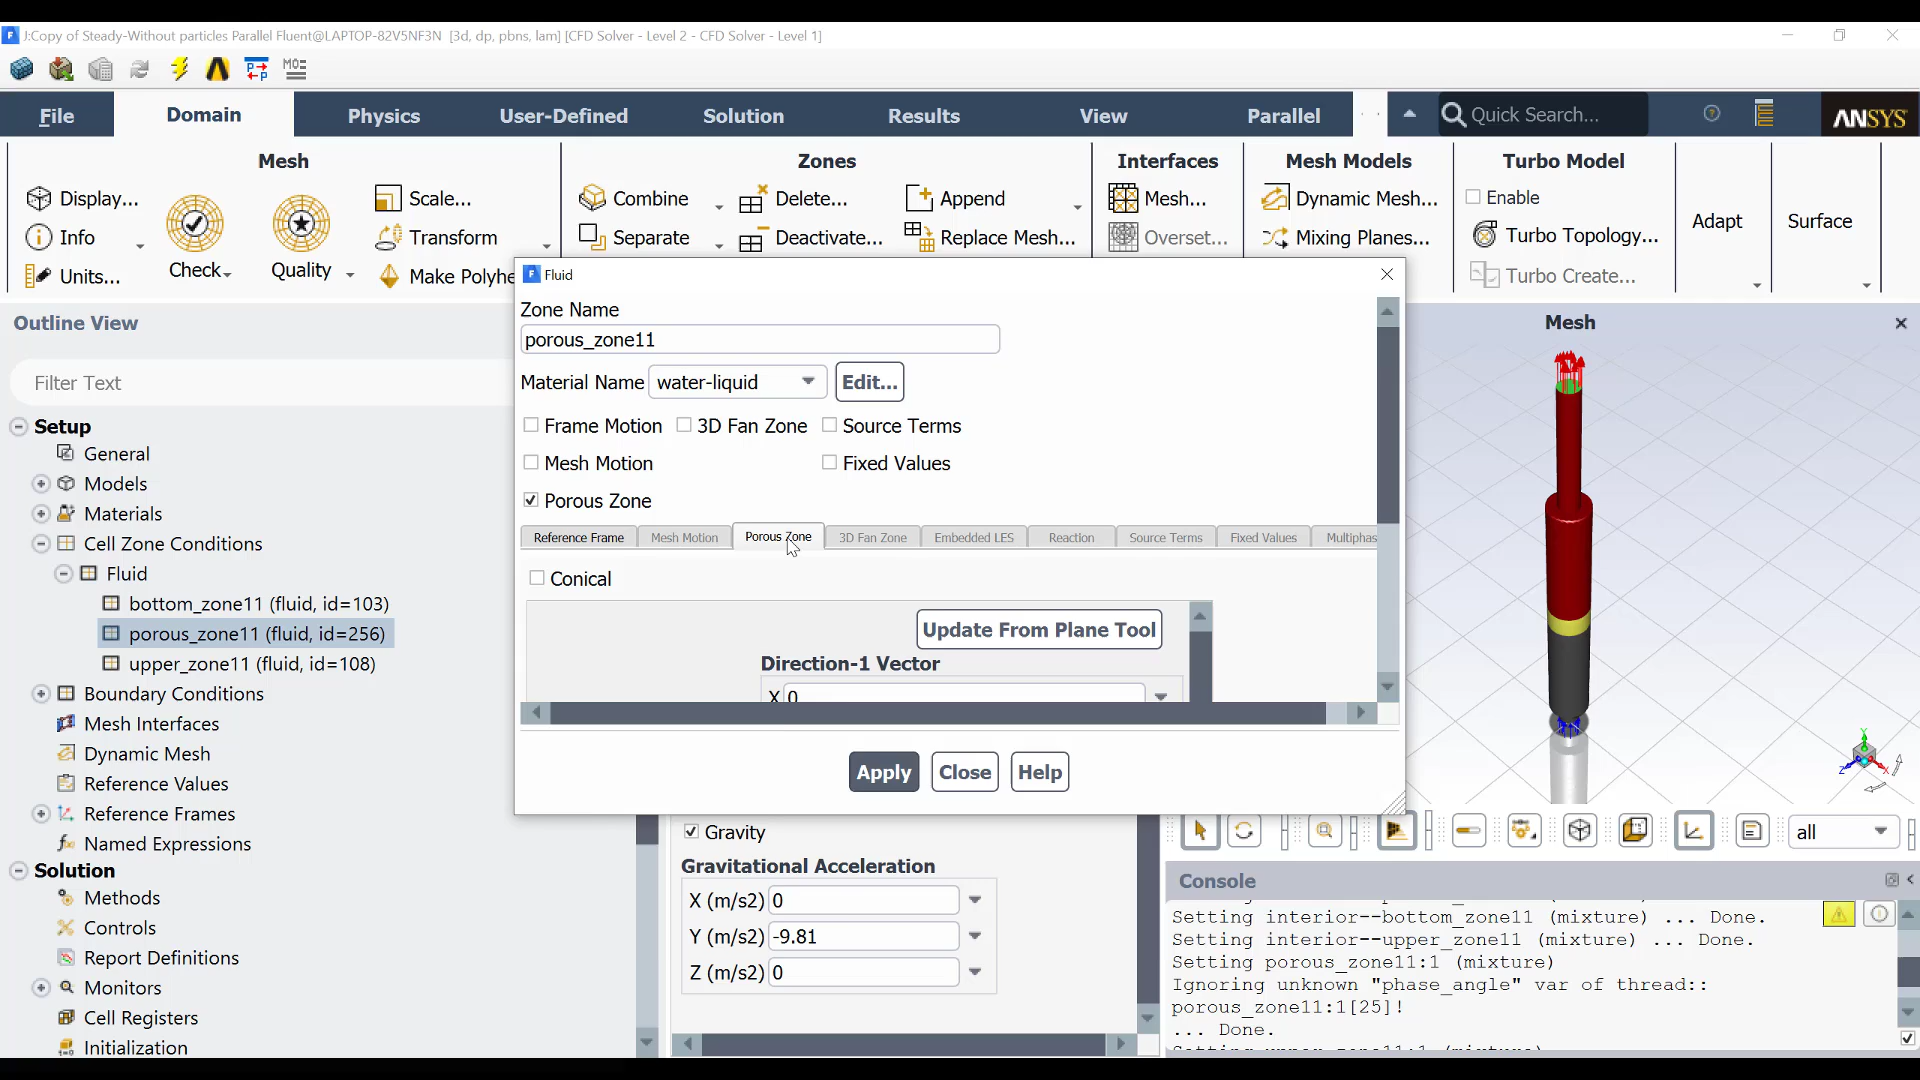 J:Copy of Steady-Without particles Parallel Fluent@LAPTOP-82V5NF3N [3d, dp, pbns, lam] [CFD Solver - Level 2 - CFD Solver - Level 1]
File Domain Physics User-Defined Solution Results View Parallel Quick Search... ANSYS
Mesh Zones Interfaces Mesh Models Turbo Model
Display... Scale... Combine Delete... Append Mesh... Dynamic Mesh... Enable
Info Transform Separate Deactivate... Replace Mesh... Overset... Mixing Planes... Turbo Topology...
Check Quality Adapt Surface
Units... Make Polyhe Turbo Create...
Fluid
Zone Name
porous_zone11
Material Name water-liquid Edit...
Frame Motion 3D Fan Zone Source Terms
Mesh Motion Fixed Values
Porous Zone
Reference Frame Mesh Motion Porous Zone 3D Fan Zone Embedded LES Reaction Source Terms Fixed Values Multiphas
Conical
Update From Plane Tool
Direction-1 Vector
X 0
Apply Close Help
Outline View
Filter Text
Setup
General
Models
Materials
Cell Zone Conditions
Fluid
bottom_zone11 (fluid, id=103)
porous_zone11 (fluid, id=256)
upper_zone11 (fluid, id=108)
Boundary Conditions
Mesh Interfaces
Dynamic Mesh
Reference Values
Reference Frames
Named Expressions
Solution
Methods
Controls
Report Definitions
Monitors
Cell Registers
Initialization
Gravity
Gravitational Acceleration
X (m/s2) 0
Y (m/s2) -9.81
Z (m/s2) 0
Mesh
Y
Z
X
all
Console
Setting interior--bottom_zone11 (mixture) ... Done.
Setting interior--upper_zone11 (mixture) ... Done.
Setting porous_zone11:1 (mixture)
Ignoring unknown "phase_angle" var of thread::
porous_zone11:1[25]!
... Done.